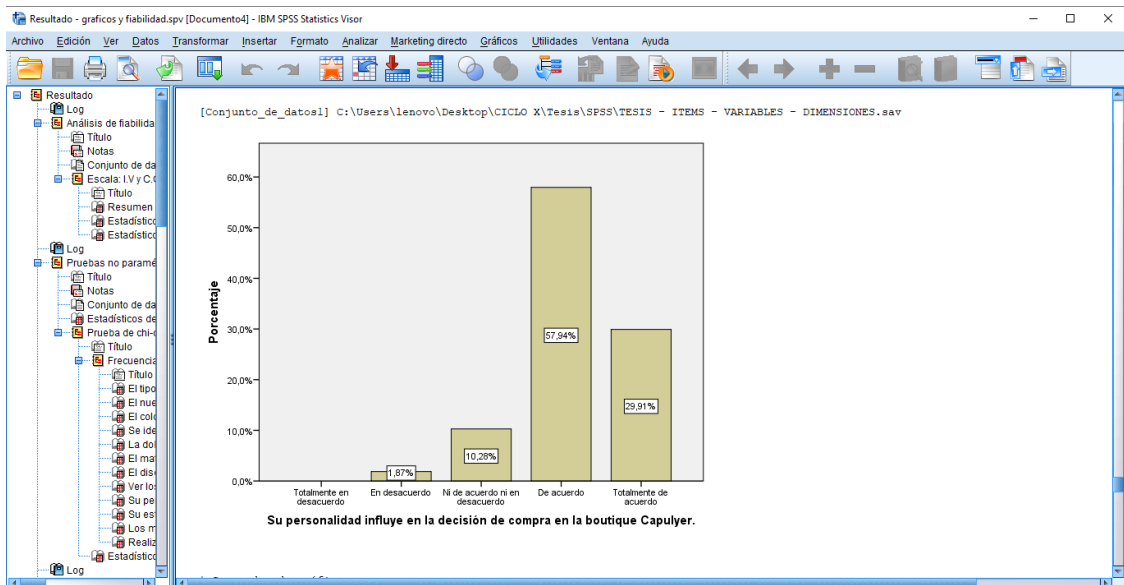 Resultado - graficos y fiabilidad.spv [Documento4] - IBM SPSS Statistics Visor
Archivo Edición Ver Datos Transformar Insertar Formato Analizar Marketing directo Gráficos Utilidades Ventana Ayuda
Resultado
Log
Análisis de fiabilida
Título
Notas
Conjunto de da
Escala: I.V y C.
Título
Resumen
Estadístico
Estadístico
Log
Pruebas no paramé
Título
Notas
Conjunto de da
Estadísticos de
Prueba de chi-c
Título
Frecuencia
Título
El tipo
El nue
El colo
Se ide
La dol
El mat
El dise
Ver los
Su pe
Su es
Los m
Realiz
Estadístico
Log
[Conjunto_de_datos1] C:\Users\lenovo\Desktop\CICLO X\Tesis\SPSS\TESIS - ITEMS - VARIABLES - DIMENSIONES.sav
Porcentaje
60,0%
50,0%
40,0%
30,0%
20,0%
10,0%
0,0%
1,87%
10,28%
57,94%
29,91%
Totalmente en desacuerdo
En desacuerdo
Ni de acuerdo ni en desacuerdo
De acuerdo
Totalmente de acuerdo
Su personalidad influye en la decisión de compra en la boutique Capulyer.